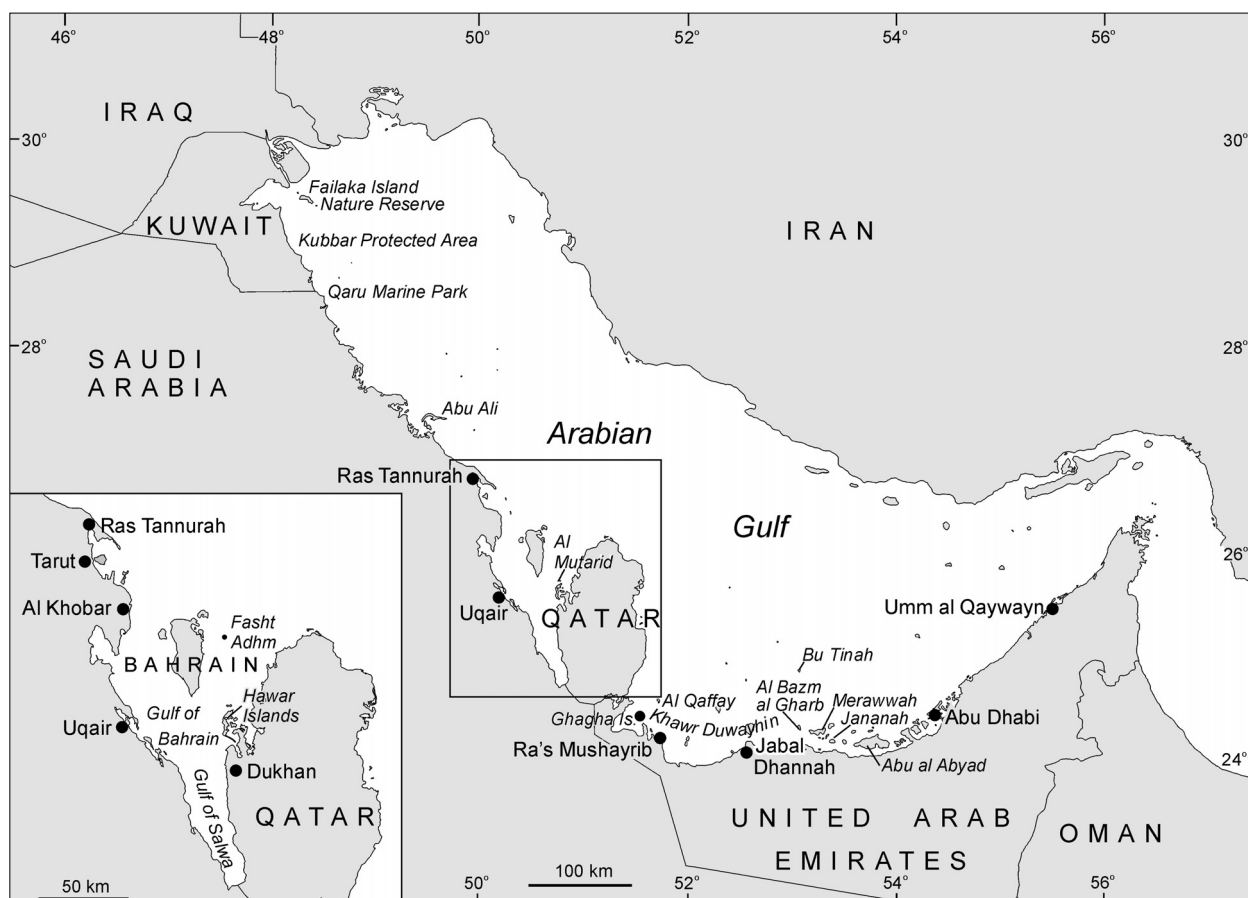 46°
48°
50°
52°
54°
56°
IRAQ
30°
30°
Failaka Island
Nature Reserve
KUWAIT
IRAN
Kubbar Protected Area
Qaru Marine Park
28°
28°
SAUDI
ARABIA
Abu Ali
Arabian
Ras Tannurah
Gulf
Al
Mutarid
26°
Uqair
QATAR
Umm al Qaywayn
Bu Tinah
Al Qaffay
Al Bazm
al Gharb
Merawwah
Jananah
Ghagha Is.
Khawr Duwayhin
Abu Dhabi
Ra's Mushayrib
Jabal
Dhannah
Abu al Abyad
24°
UNITED ARAB
EMIRATES
OMAN
50°
100 km
52°
54°
56°
Ras Tannurah
Tarut
Al Khobar
Fasht
Adhm
BAHRAIN
Hawar
Islands
Gulf of
Bahrain
Uqair
Dukhan
Gulf of Salwa
QATAR
50 km